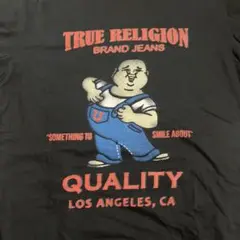 TRUE RELIGION
BRAND JEANS
"SOMETHING TO SMILE ABOUT"
QUALITY
LOS ANGELES, CA